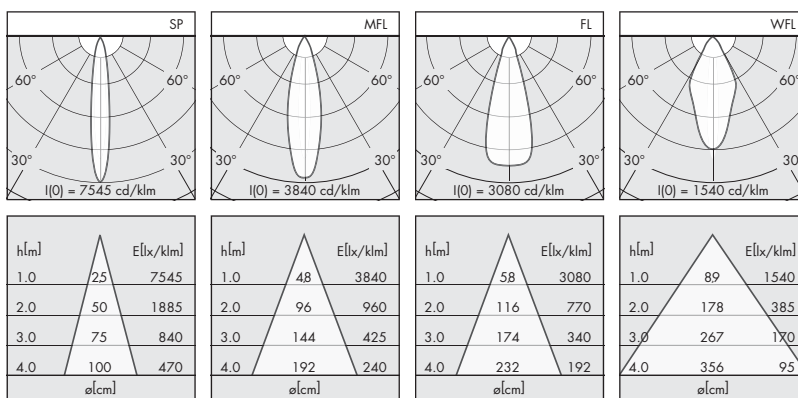 SP
60° 60°
30° 30°
I(0) = 7545 cd/klm
MFL
60° 60°
30° 30°
I(0) = 3840 cd/klm
FL
60° 60°
30° 30°
I(0) = 3080 cd/klm
WFL
60° 60°
30° 30°
I(0) = 1540 cd/klm
h[m] E[lx/klm]
1.0 25 7545
2.0 50 1885
3.0 75 840
4.0 100 470
ø[cm]
h[m] E[lx/klm]
1.0 48 3840
2.0 96 960
3.0 144 425
4.0 192 240
ø[cm]
h[m] E[lx/klm]
1.0 58 3080
2.0 116 770
3.0 174 340
4.0 232 192
ø[cm]
h[m] E[lx/klm]
1.0 89 1540
2.0 178 385
3.0 267 170
4.0 356 95
ø[cm]